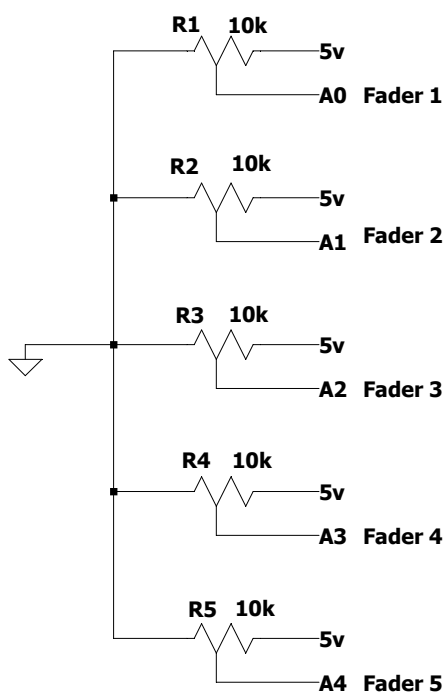 R1 10k
5v
A0 Fader 1
R2 10k
5v
A1 Fader 2
R3 10k
5v
A2 Fader 3
R4 10k
5v
A3 Fader 4
R5 10k
5v
A4 Fader 5